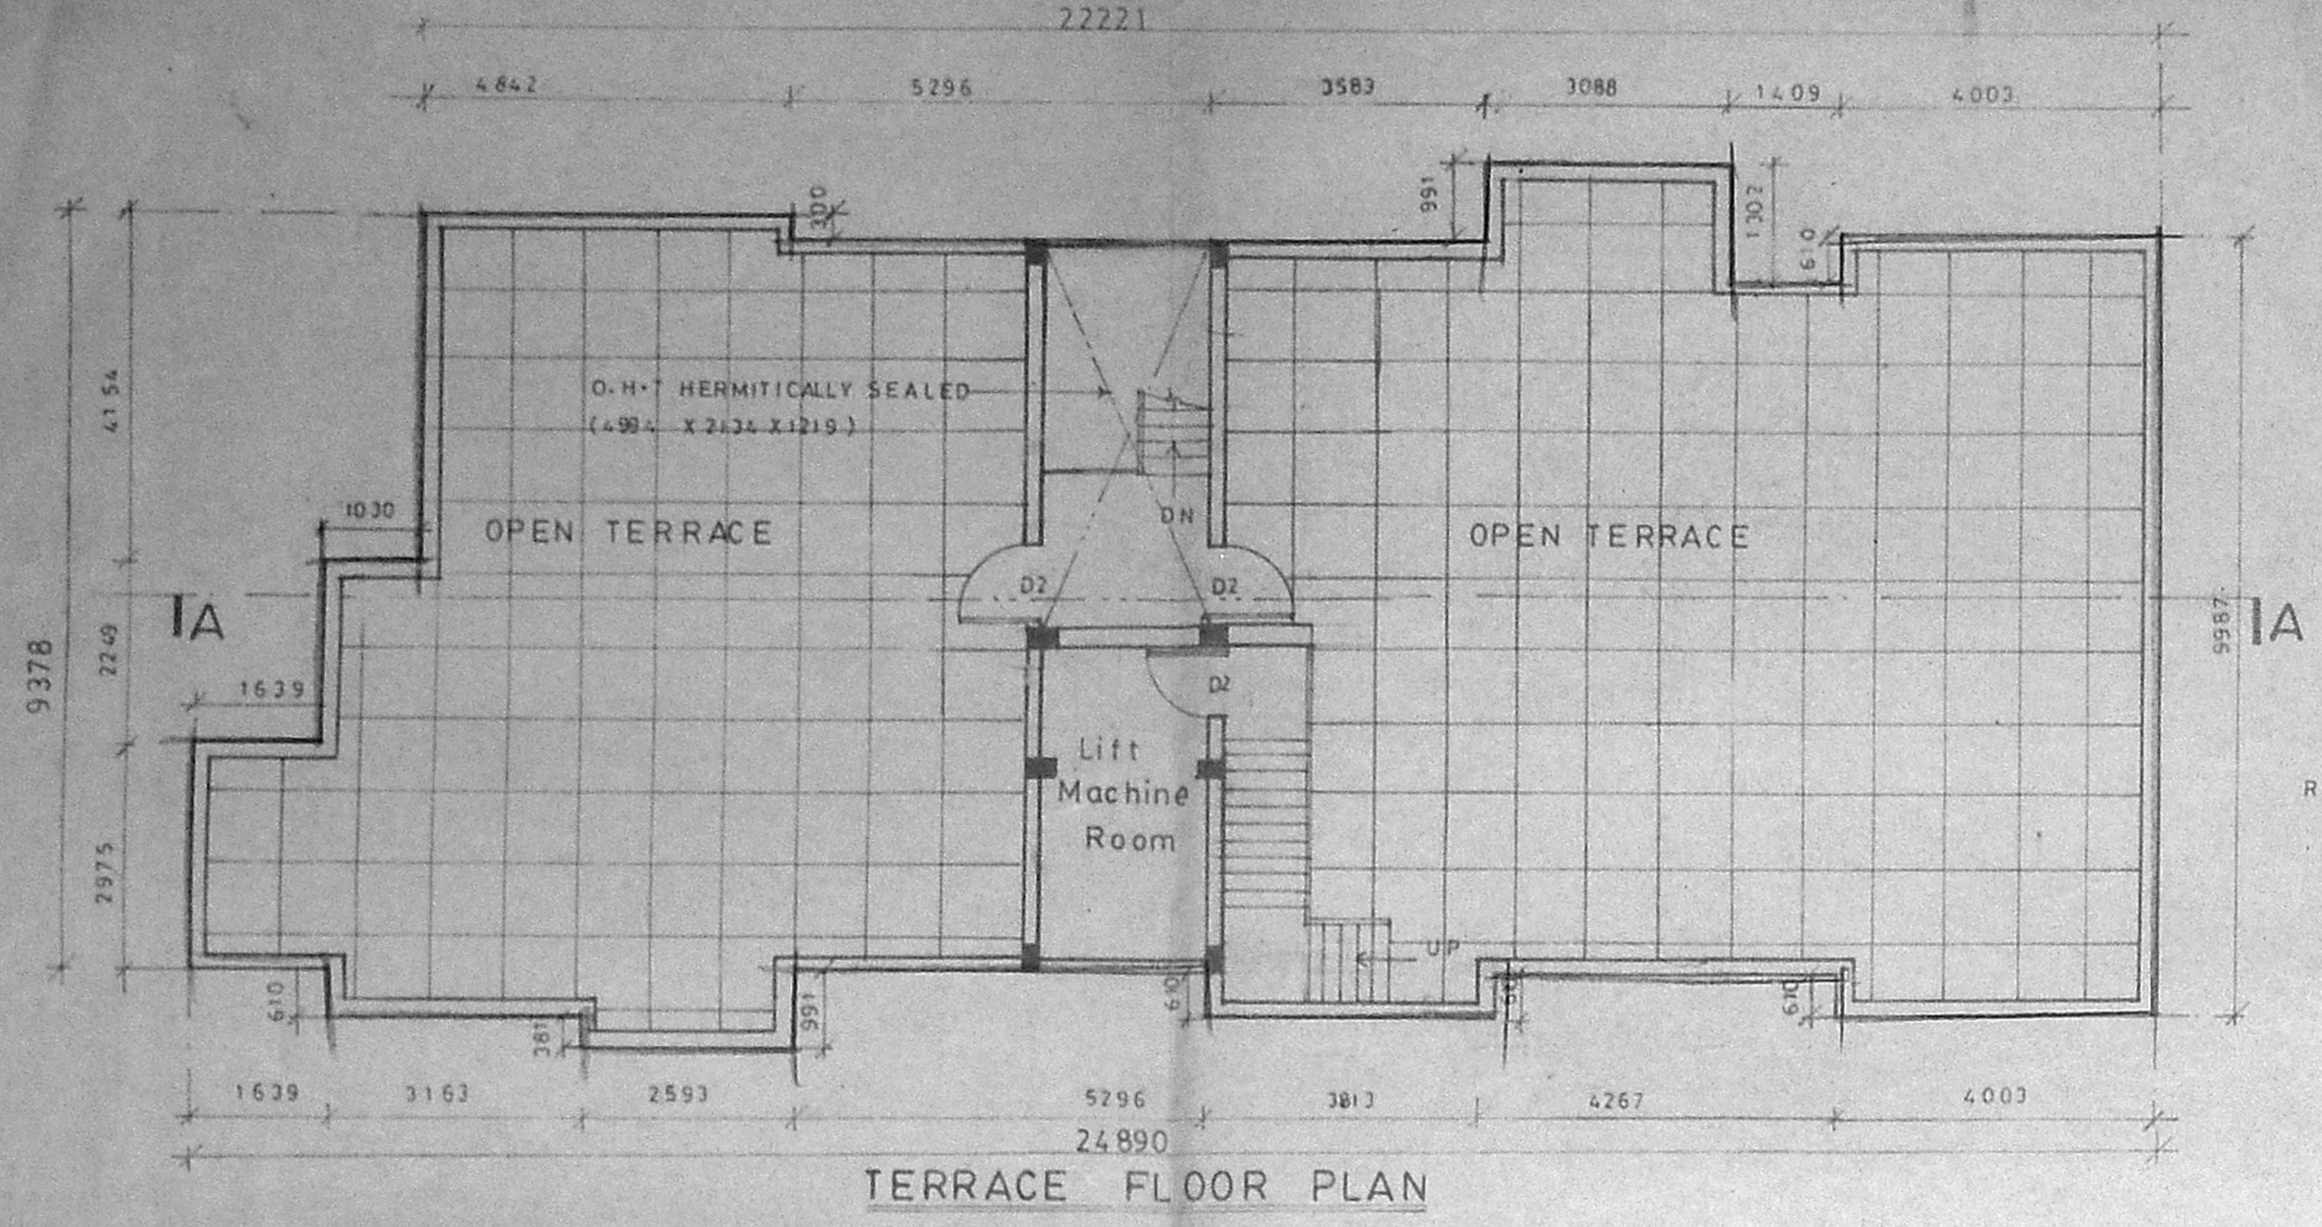 22221
4842 5296 3583 3088 1409 4003
300
991
1302
610
4154
O.H.T HERMITICALLY SEALED
1030
OPEN TERRACE
DN
OPEN TERRACE
D2 D2
IA
IA
9378
2249
9987
1639
D2
Lift
Machine
Room
R
2975
UP
610
381
991
610
610
1639 3163 2593 5296 3813 4267 4003
24890
TERRACE FLOOR PLAN